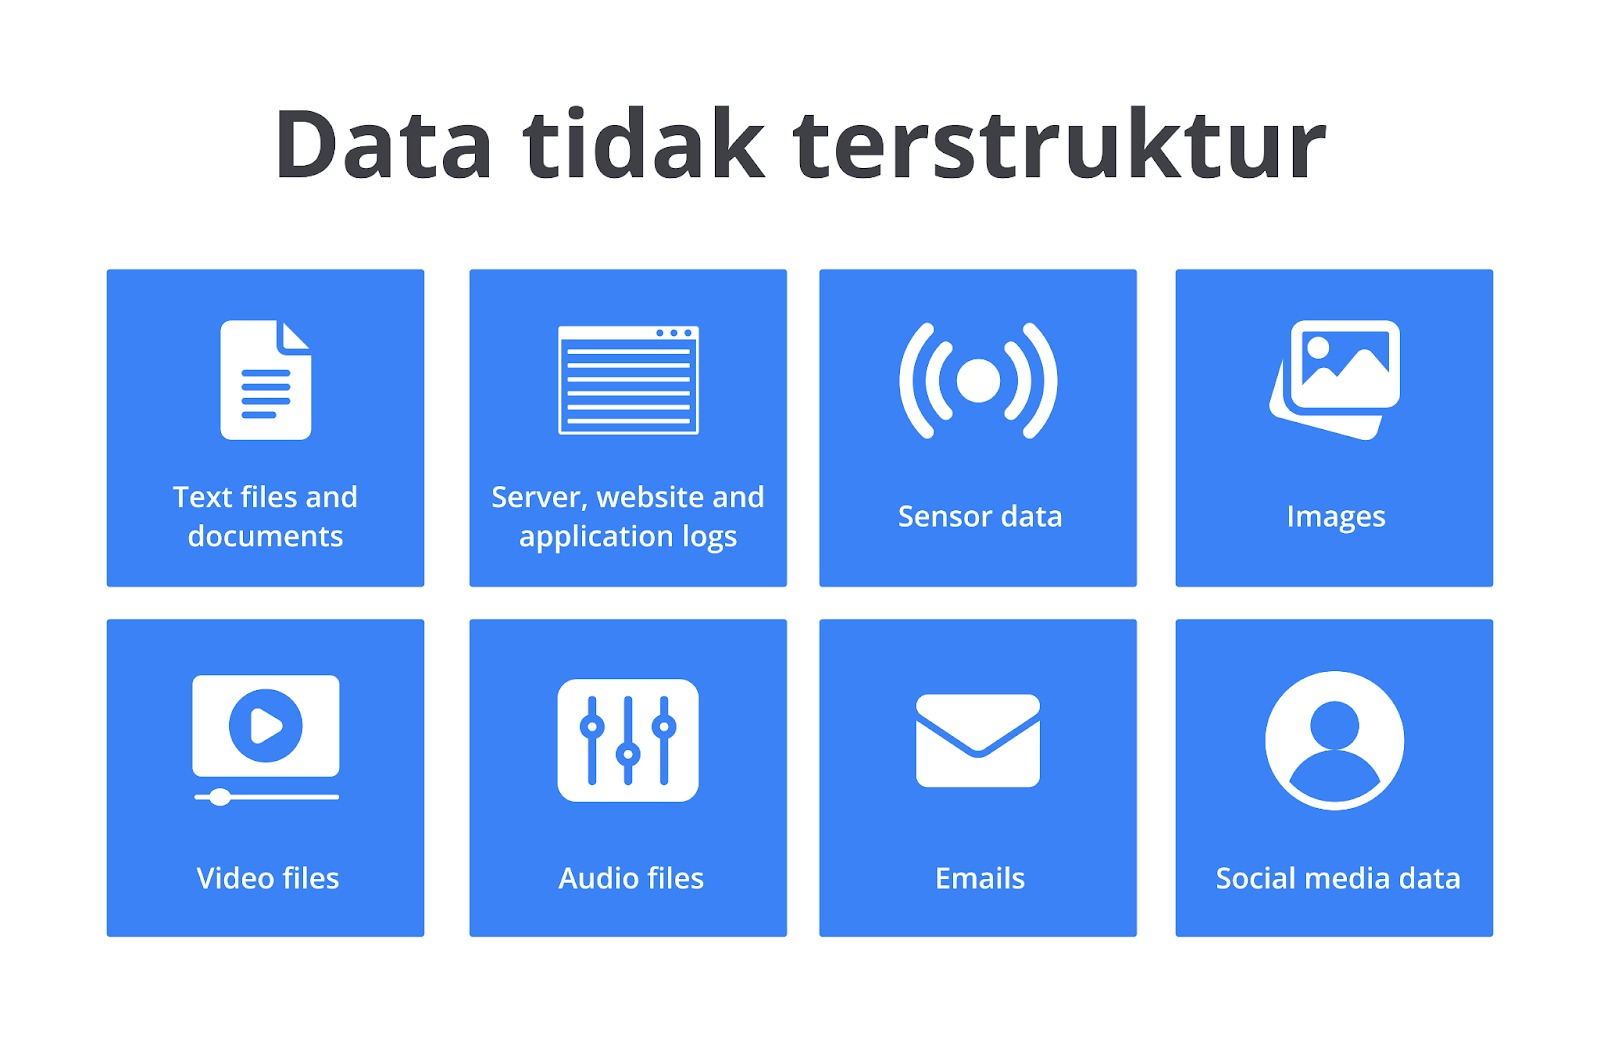 Data tidak terstruktur
Text files and
documents
Server, website and
application logs
Sensor data
Images
Video files
Audio files
Emails
Social media data